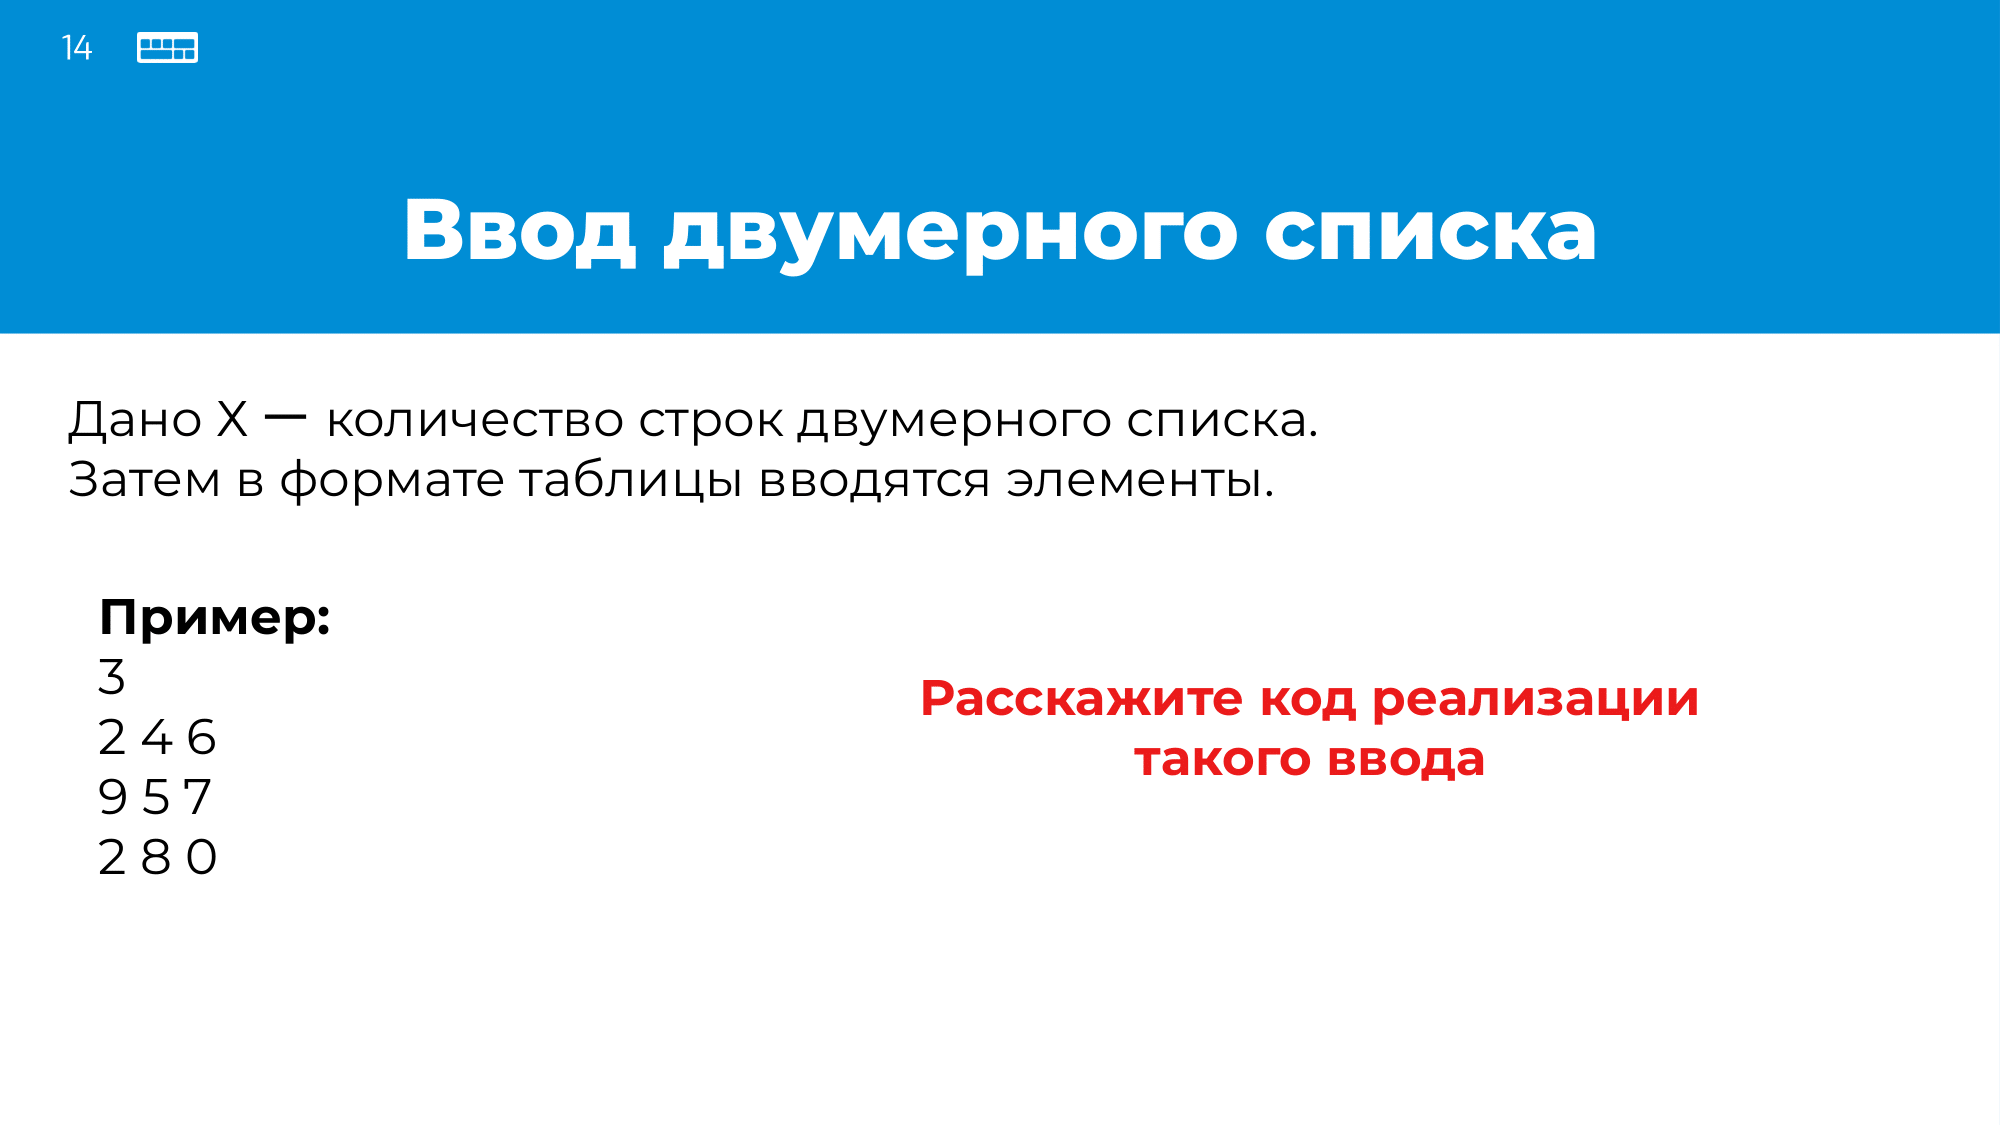 14
Ввод двумерного списка
Дано X — количество строк двумерного списка.
Затем в формате таблицы вводятся элементы.
Пример:
3
2 4 6
9 5 7
2 8 0
Расскажите код реализации
такого ввода